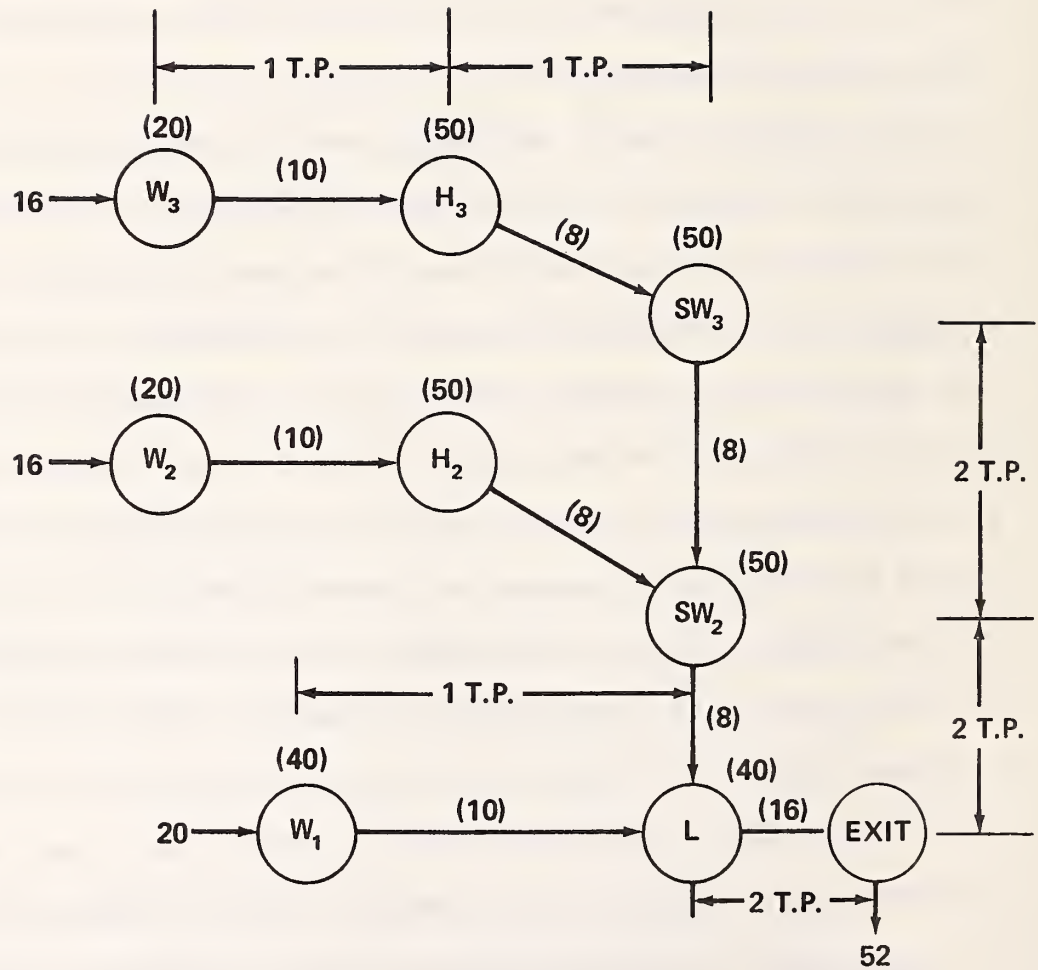 1 T.P. 1 T.P.
(20) (50)
16 W₃ (10) H₃ (8) (50)
SW₃
(20) (50)
16 W₂ (10) H₂ (8) (8) 2 T.P.
(50)
SW₂
1 T.P. (8) 2 T.P.
(40) (40)
20 W₁ (10) L (16) EXIT
2 T.P.
52